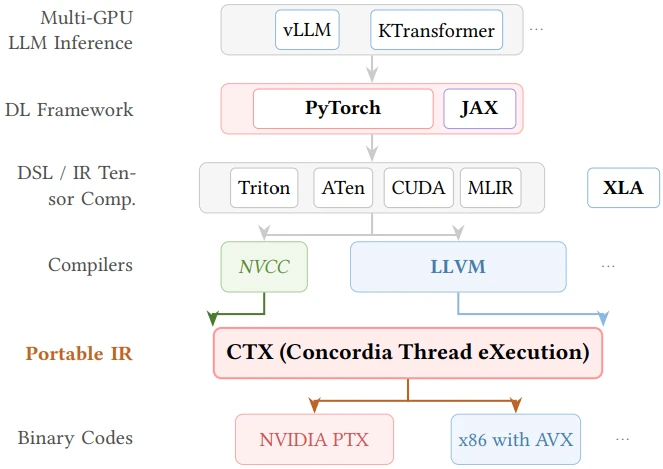 Multi-GPU
LLM Inference
vLLM
KTransformer
...
DL Framework
PyTorch
JAX
DSL / IR Ten-
sor Comp.
Triton
ATen
CUDA
MLIR
XLA
Compilers
NVCC
LLVM
...
Portable IR
CTX (Concordia Thread eXecution)
Binary Codes
NVIDIA PTX
x86 with AVX
...